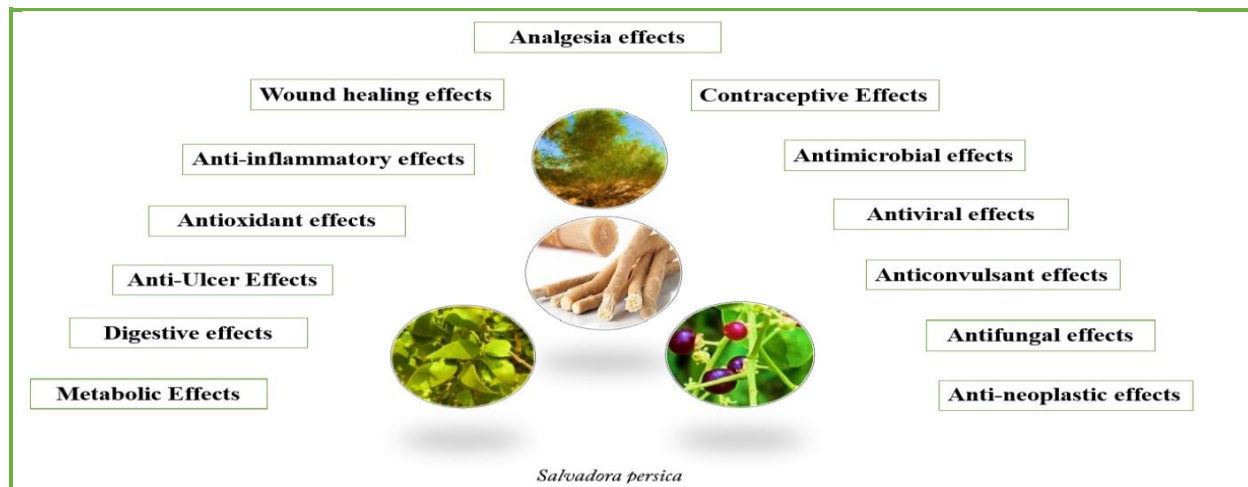 Analgesia effects
Wound healing effects
Contraceptive Effects
Anti-inflammatory effects
Antimicrobial effects
Antioxidant effects
Antiviral effects
Anti-Ulcer Effects
Anticonvulsant effects
Digestive effects
Antifungal effects
Metabolic Effects
Anti-neoplastic effects
Salvadora persica